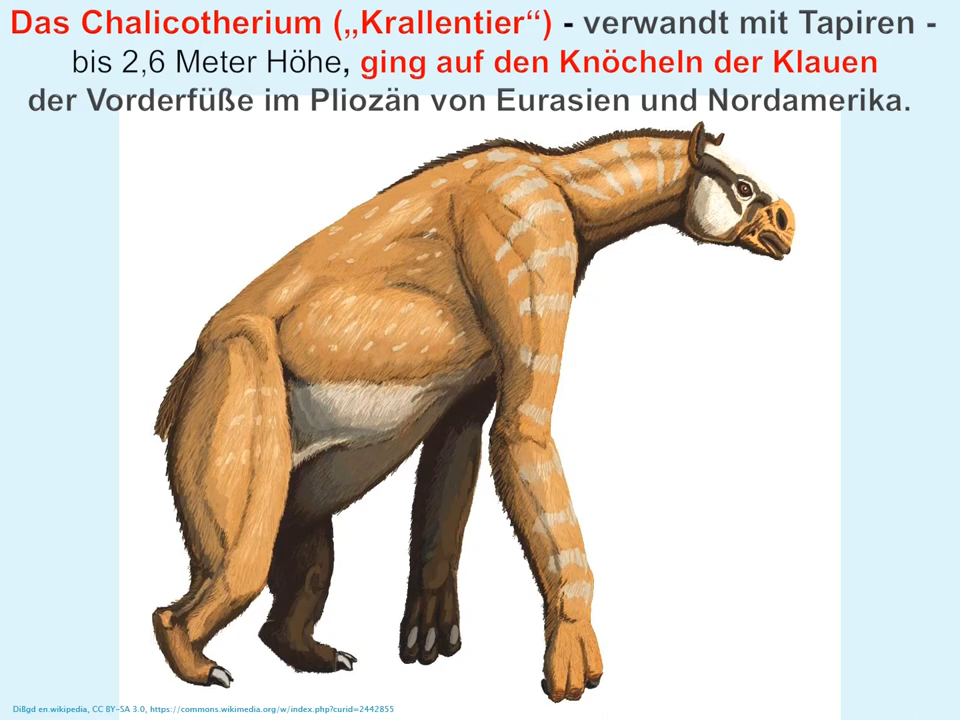 Das Chalicotherium („Krallentier“) - verwandt mit Tapiren -
bis 2,6 Meter Höhe, ging auf den Knöcheln der Klauen
der Vorderfüße im Pliozän von Eurasien und Nordamerika.
DiBgd en.wikipedia, CC BY-SA 3.0, https://commons.wikimedia.org/w/index.php?curid=2442855